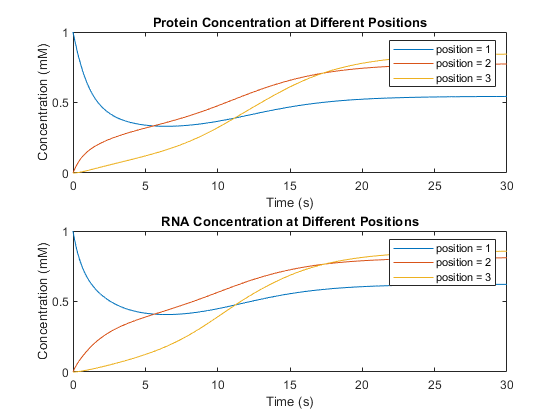 Protein Concentration at Different Positions
1
0.5
0
Concentration (mM)
position = 1
position = 2
position = 3
0 5 10 15 20 25 30
Time (s)
RNA Concentration at Different Positions
1
0.5
0
Concentration (mM)
position = 1
position = 2
position = 3
0 5 10 15 20 25 30
Time (s)